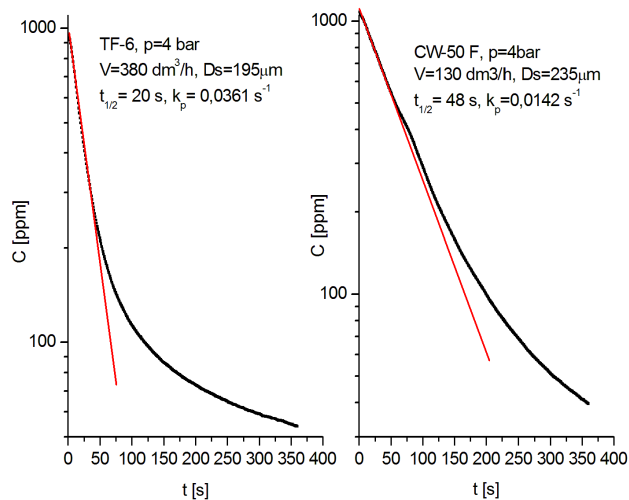 1000
100
C [ppm]
TF-6, p=4 bar
V=380 dm³/h, Ds=195μm
t₁/₂= 20 s, kₚ=0,0361 s⁻¹
0 50 100 150 200 250 300 350 400
t [s]
1000
100
C [ppm]
CW-50 F, p=4bar
V=130 dm3/h, Ds=235μm
t₁/₂= 48 s, kₚ=0,0142 s⁻¹
0 50 100 150 200 250 300 350 400
t [s]